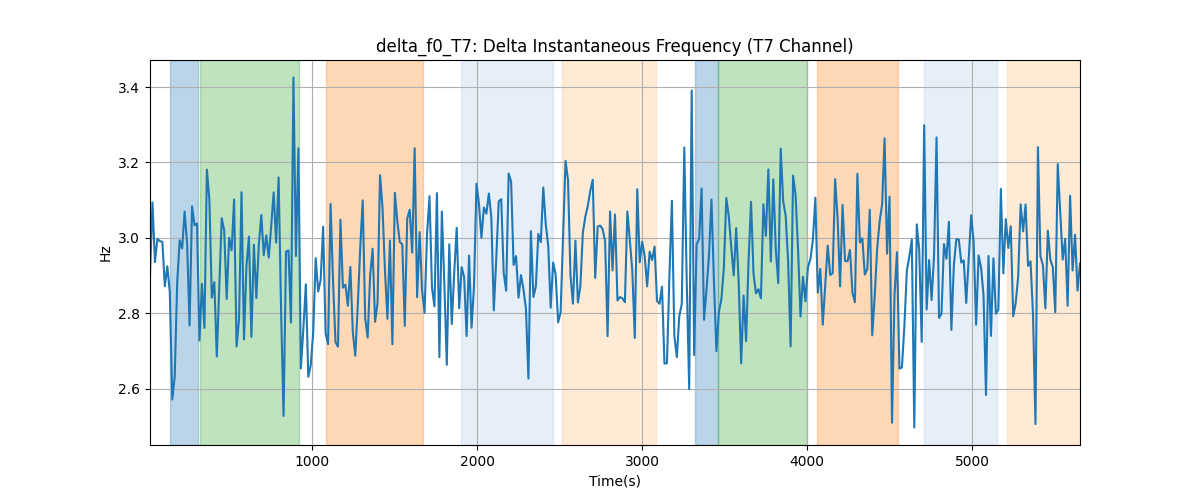 delta_f0_T7: Delta Instantaneous Frequency (T7 Channel)
3.4
3.2
3.0
2.8
2.6
Hz
1000 2000 3000 4000 5000
Time(s)